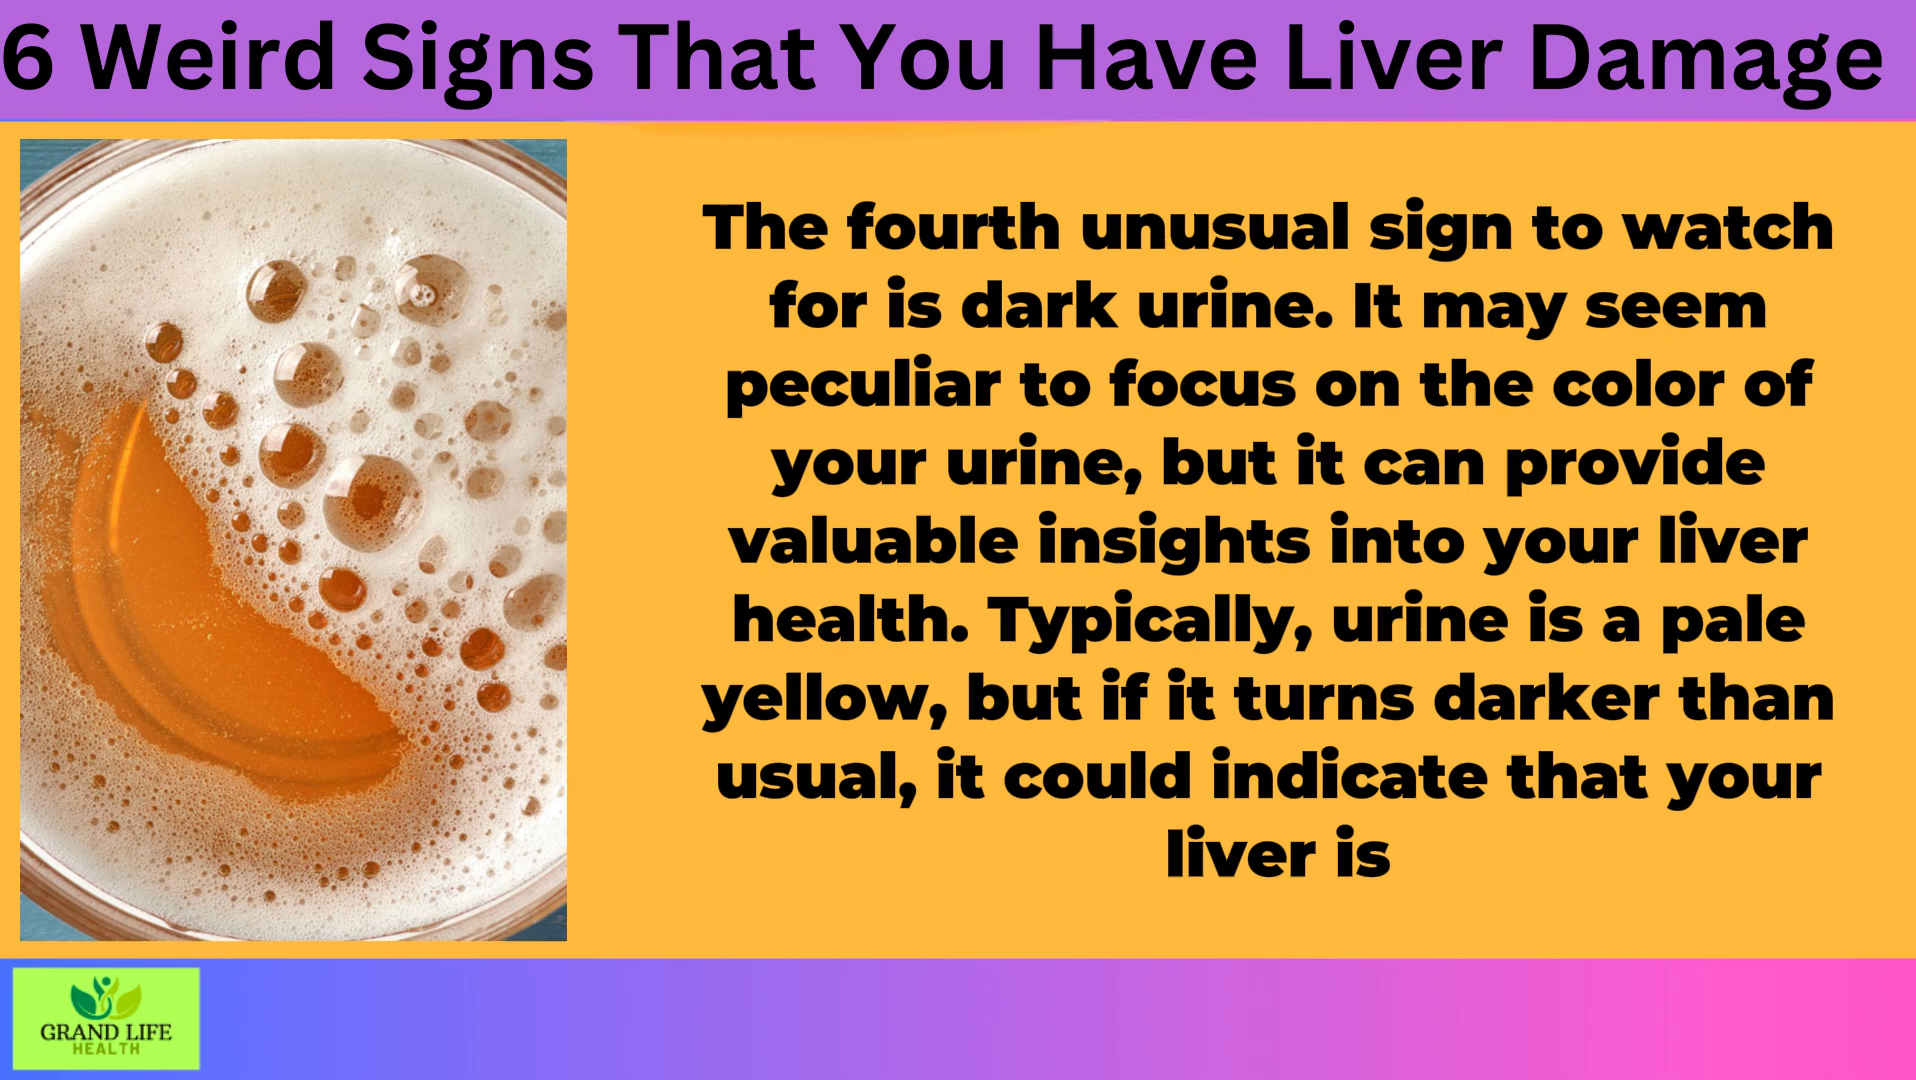 6 Weird Signs That You Have Liver Damage
The fourth unusual sign to watch
for is dark urine. It may seem
peculiar to focus on the color of
your urine, but it can provide
valuable insights into your liver
health. Typically, urine is a pale
yellow, but if it turns darker than
usual, it could indicate that your
liver is
GRAND LIFE
HEALTH